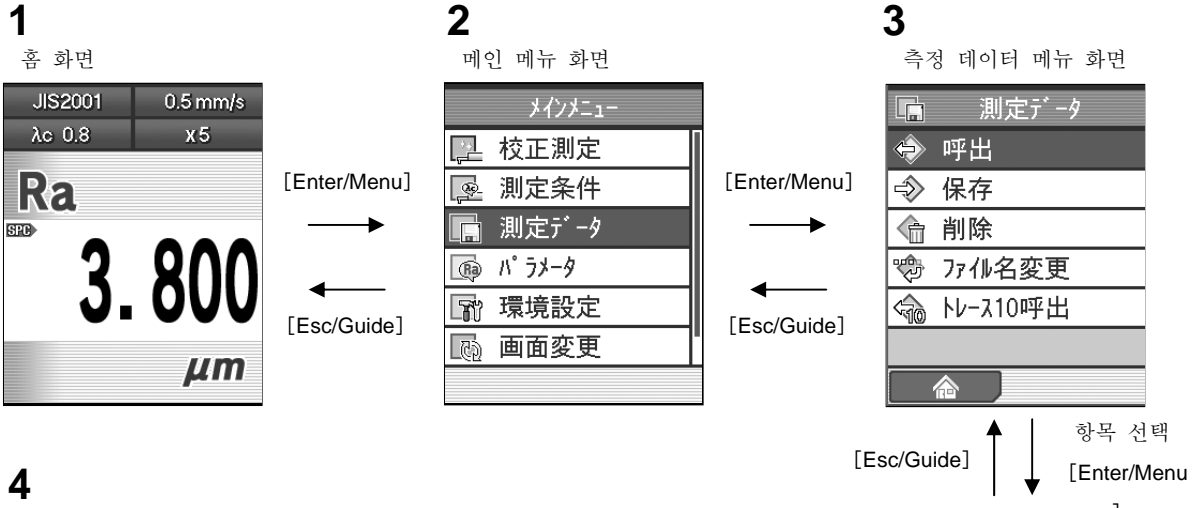 1
홈 화면
JIS2001
0.5 mm/s
λc 0.8
x 5
Ra
SPC
3.800
µm
[Enter/Menu]
[Esc/Guide]
2
메인 메뉴 화면
ﾒｲﾝﾒﾆｭｰ
校正測定
測定条件
測定ﾃﾞｰﾀ
ﾊﾟﾗﾒｰﾀ
環境設定
画面変更
[Enter/Menu]
[Esc/Guide]
3
측정 데이터 메뉴 화면
測定ﾃﾞｰﾀ
呼出
保存
削除
ﾌｧｲﾙ名変更
ﾄﾚｰｽ10呼出
[Esc/Guide]
항목 선택
[Enter/Menu
]
4